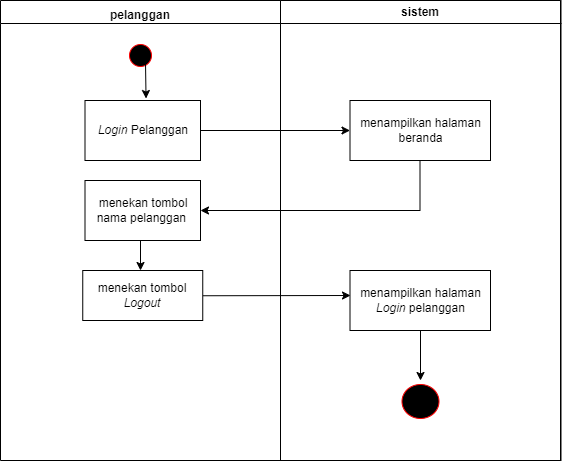 pelanggan
sistem
Login Pelanggan
menampilkan halaman
beranda
menekan tombol
nama pelanggan
menekan tombol
Logout
menampilkan halaman
Login pelanggan